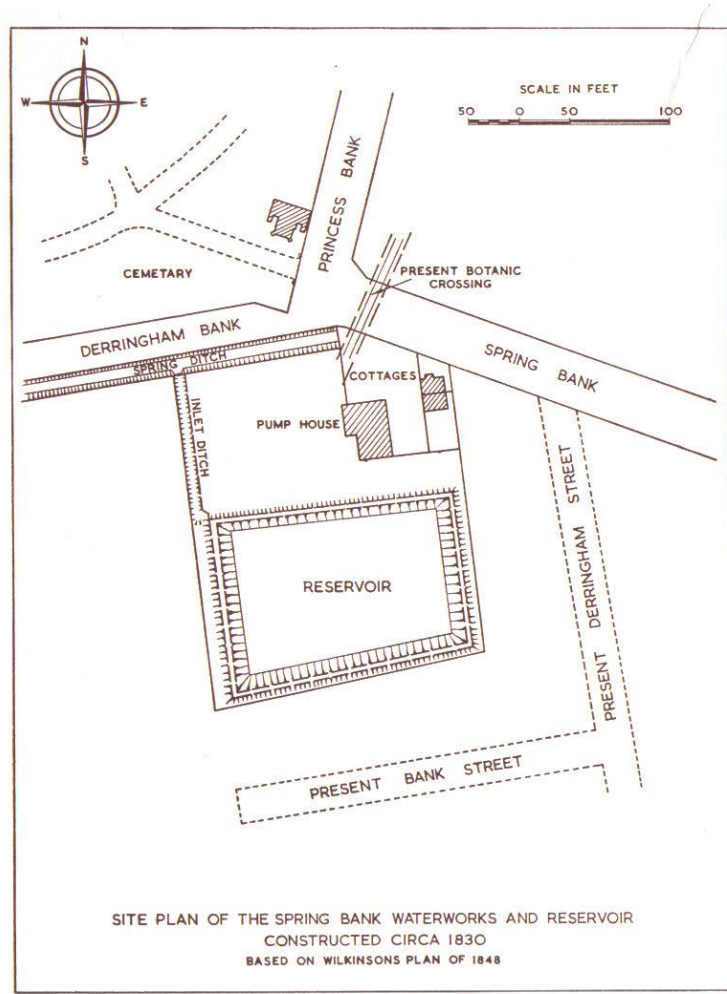 N
W E
S
SCALE IN FEET
50 0 50 100
PRINCESS BANK
CEMETARY
PRESENT BOTANIC
CROSSING
DERRINGHAM BANK
SPRING DITCH
SPRING BANK
COTTAGES
INLET DITCH
PUMP HOUSE
PRESENT DERRINGHAM STREET
RESERVOIR
PRESENT BANK STREET
SITE PLAN OF THE SPRING BANK WATERWORKS AND RESERVOIR
CONSTRUCTED CIRCA 1830
BASED ON WILKINSONS PLAN OF 1848